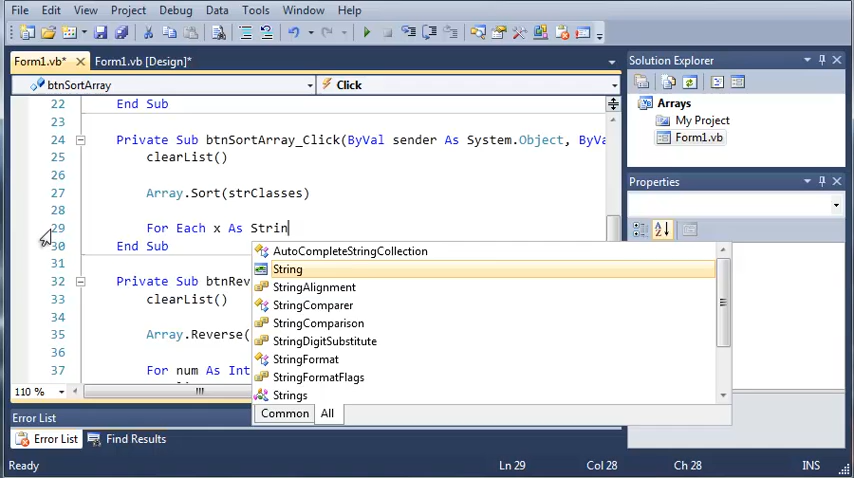 File Edit View Project Debug Data Tools Window Help
Form1.vb* Form1.vb [Design]*
btnSortArray Click
22 End Sub
23
24 Private Sub btnSortArray_Click(ByVal sender As System.Object, ByVa
25 clearList()
26
27 Array.Sort(strClasses)
28
29 For Each x As Strin
30 End Sub
31
32 Private Sub btnRev
33 clearList()
34
35 Array.Reverse(
36
37 For num As Int
AutoCompleteStringCollection
String
StringAlignment
StringComparer
StringComparison
StringDigitSubstitute
StringFormat
StringFormatFlags
Strings
Common All
110 %
Solution Explorer
Arrays
My Project
Form1.vb
Properties
Error List
Error List Find Results
Ready Ln 29 Col 28 Ch 28 INS